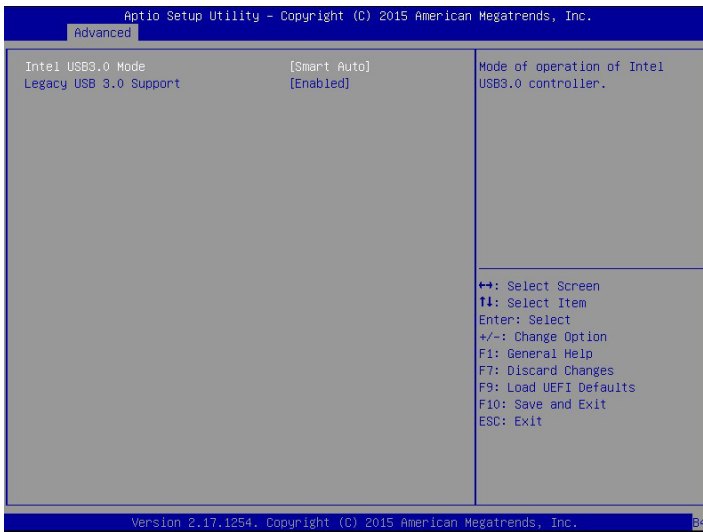 Aptio Setup Utility – Copyright (C) 2015 American Megatrends, Inc.
Advanced
Intel USB3.0 Mode [Smart Auto]
Legacy USB 3.0 Support [Enabled]
Mode of operation of Intel
USB3.0 controller.
↔: Select Screen
↑↓: Select Item
Enter: Select
+/-: Change Option
F1: General Help
F7: Discard Changes
F9: Load UEFI Defaults
F10: Save and Exit
ESC: Exit
Version 2.17.1254. Copyright (C) 2015 American Megatrends, Inc.